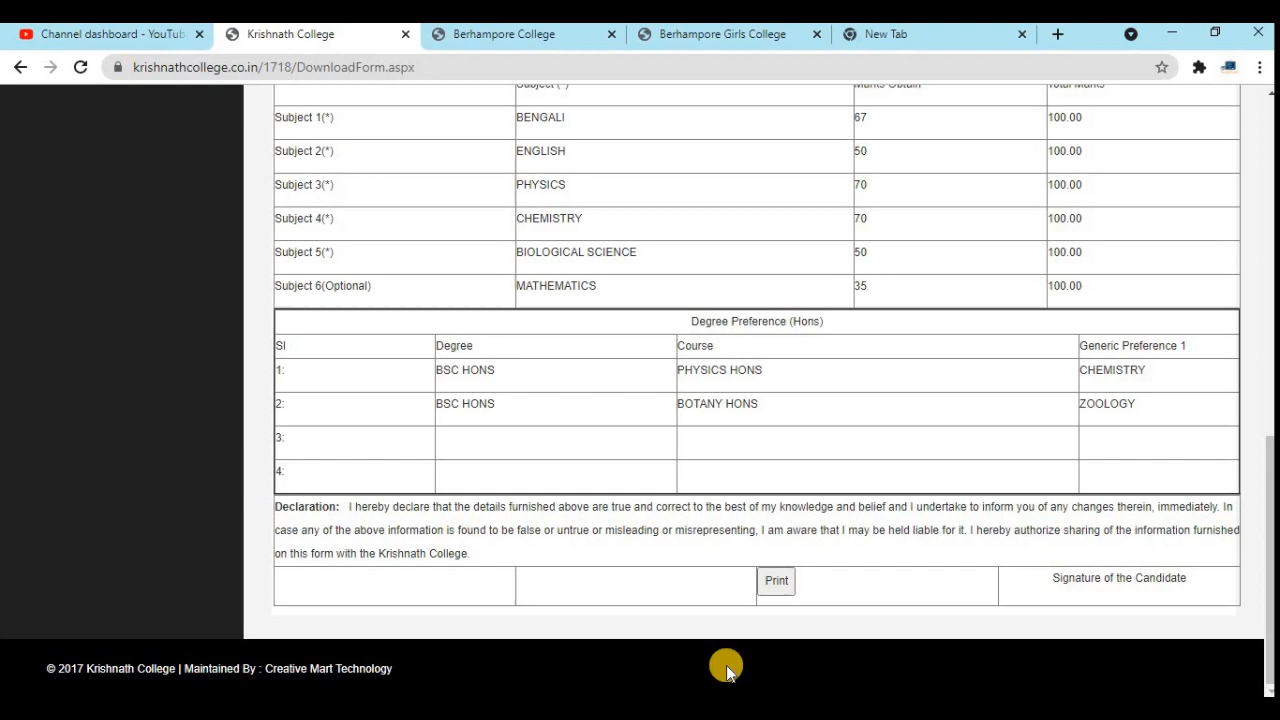 Channel dashboard - YouTub
Krishnath College
Berhampore College
Berhampore Girls College
New Tab
krishnathcollege.co.in/1718/DownloadForm.aspx
Subject (*) Marks Obtain Total Marks
Subject 1(*) BENGALI 67 100.00
Subject 2(*) ENGLISH 50 100.00
Subject 3(*) PHYSICS 70 100.00
Subject 4(*) CHEMISTRY 70 100.00
Subject 5(*) BIOLOGICAL SCIENCE 50 100.00
Subject 6(Optional) MATHEMATICS 35 100.00
Degree Preference (Hons)
Sl Degree Course Generic Preference 1
1: BSC HONS PHYSICS HONS CHEMISTRY
2: BSC HONS BOTANY HONS ZOOLOGY
3:
4:
Declaration: I hereby declare that the details furnished above are true and correct to the best of my knowledge and belief and I undertake to inform you of any changes therein, immediately. In
case any of the above information is found to be false or untrue or misleading or misrepresenting, I am aware that I may be held liable for it. I hereby authorize sharing of the information furnished
on this form with the Krishnath College.
Print Signature of the Candidate
© 2017 Krishnath College | Maintained By : Creative Mart Technology